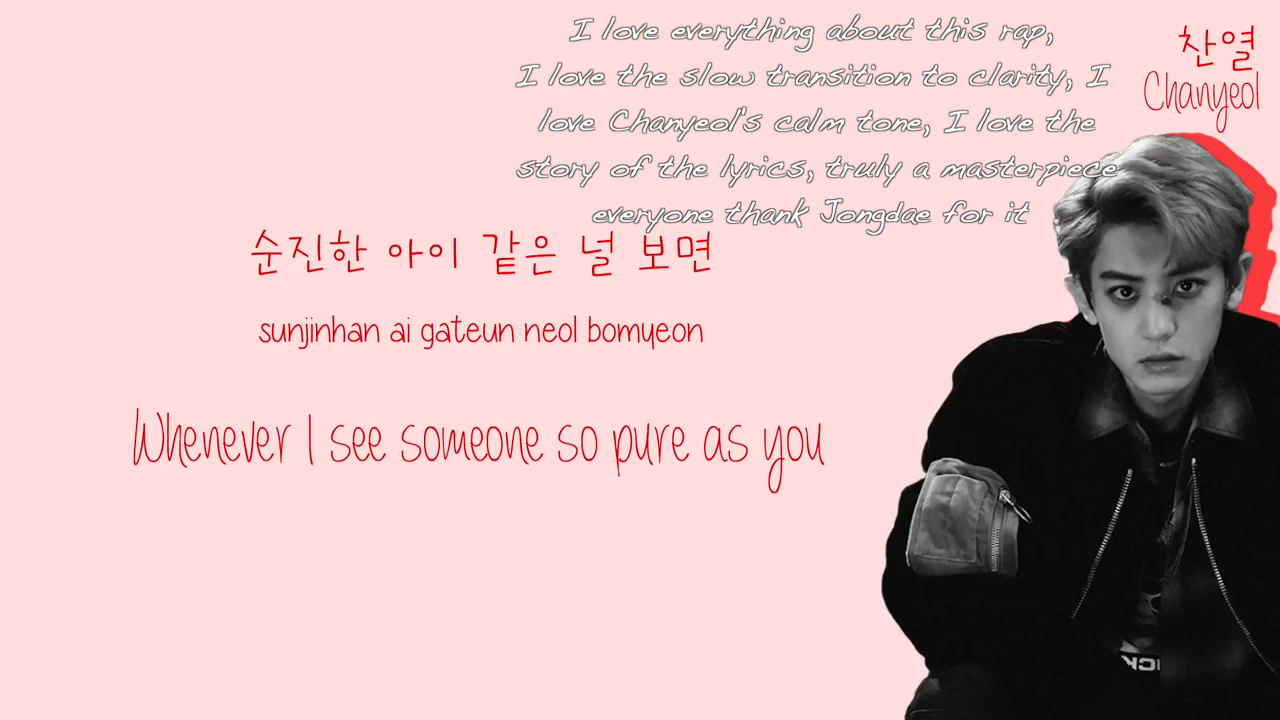 I love everything about this rap,
I love the slow transition to clarity, I
love Chanyeol's calm tone, I love the
story of the lyrics, truly a masterpiece
everyone thank Jongdae for it
찬열
Chanyeol
순진한 아이 같은 널 보면
sunjinhan ai gateun neol bomyeon
Whenever I see someone so pure as you